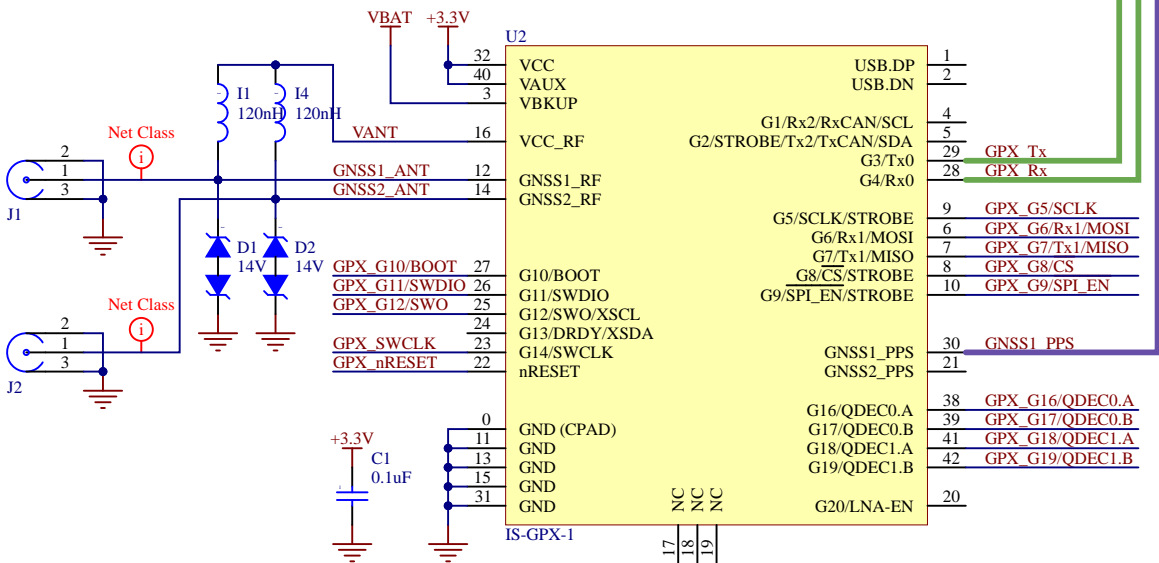 VBAT +3.3V
U2
32 VCC USB.DP 1
40 VAUX USB.DN 2
3 VBKUP
I1 I4
120nH 120nH
G1/Rx2/RxCAN/SCL 4
Net Class
VANT 16 VCC_RF G2/STROBE/Tx2/TxCAN/SDA 5
i
2 G3/Tx0 29 GPX_Tx
1 GNSS1_ANT 12 GNSS1_RF G4/Rx0 28 GPX_Rx
3 GNSS2_ANT 14 GNSS2_RF
J1
G5/SCLK/STROBE 9 GPX_G5/SCLK
G6/Rx1/MOSI 6 GPX_G6/Rx1/MOSI
D1 D2
G7/Tx1/MISO 7 GPX_G7/Tx1/MISO
14V 14V
GPX_G10/BOOT 27 G10/BOOT G8/CS/STROBE 8 GPX_G8/CS
GPX_G11/SWDIO 26 G11/SWDIO G9/SPI_EN/STROBE 10 GPX_G9/SPI_EN
Net Class
GPX_G12/SWO 25 G12/SWO/XSCL
i
2 24 G13/DRDY/XSDA
1 GPX_SWCLK 23 G14/SWCLK GNSS1_PPS 30 GNSS1_PPS
3 GPX_nRESET 22 nRESET GNSS2_PPS 21
J2
G16/QDEC0.A 38 GPX_G16/QDEC0.A
0 GND (CPAD) G17/QDEC0.B 39 GPX_G17/QDEC0.B
+3.3V
11 GND G18/QDEC1.A 41 GPX_G18/QDEC1.A
C1
13 GND G19/QDEC1.B 42 GPX_G19/QDEC1.B
0.1uF
15 GND
31 GND G20/LNA-EN 20
NC NC NC
IS-GPX-1
17 18 19